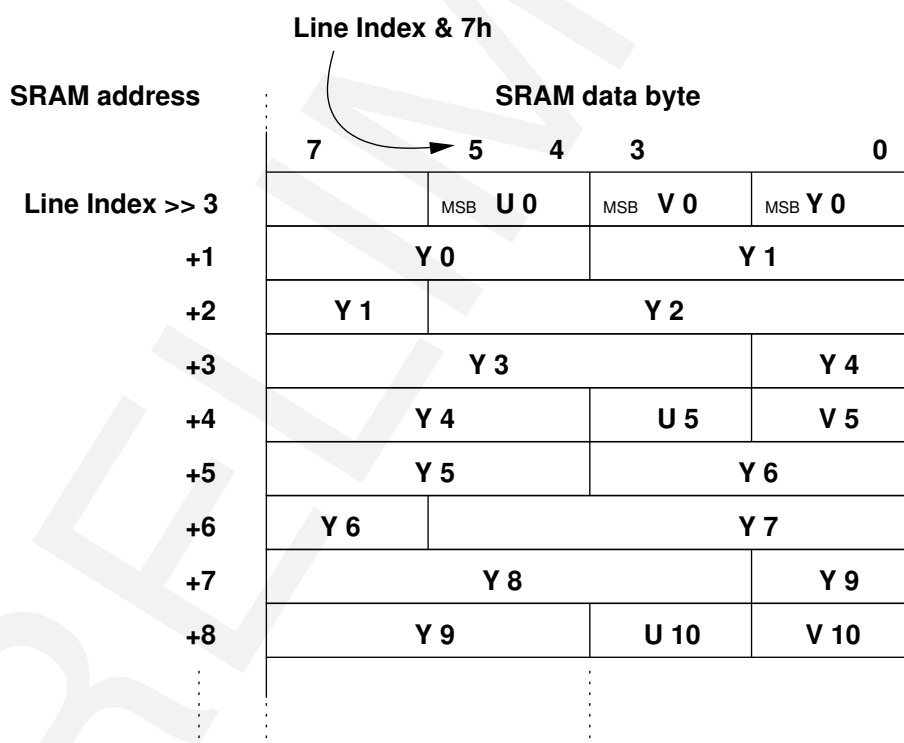 Line Index & 7h
SRAM address SRAM data byte
7 5 4 3 0
Line Index >> 3 MSB U 0 MSB V 0 MSB Y 0
+1 Y 0 Y 1
+2 Y 1 Y 2
+3 Y 3 Y 4
+4 Y 4 U 5 V 5
+5 Y 5 Y 6
+6 Y 6 Y 7
+7 Y 8 Y 9
+8 Y 9 U 10 V 10